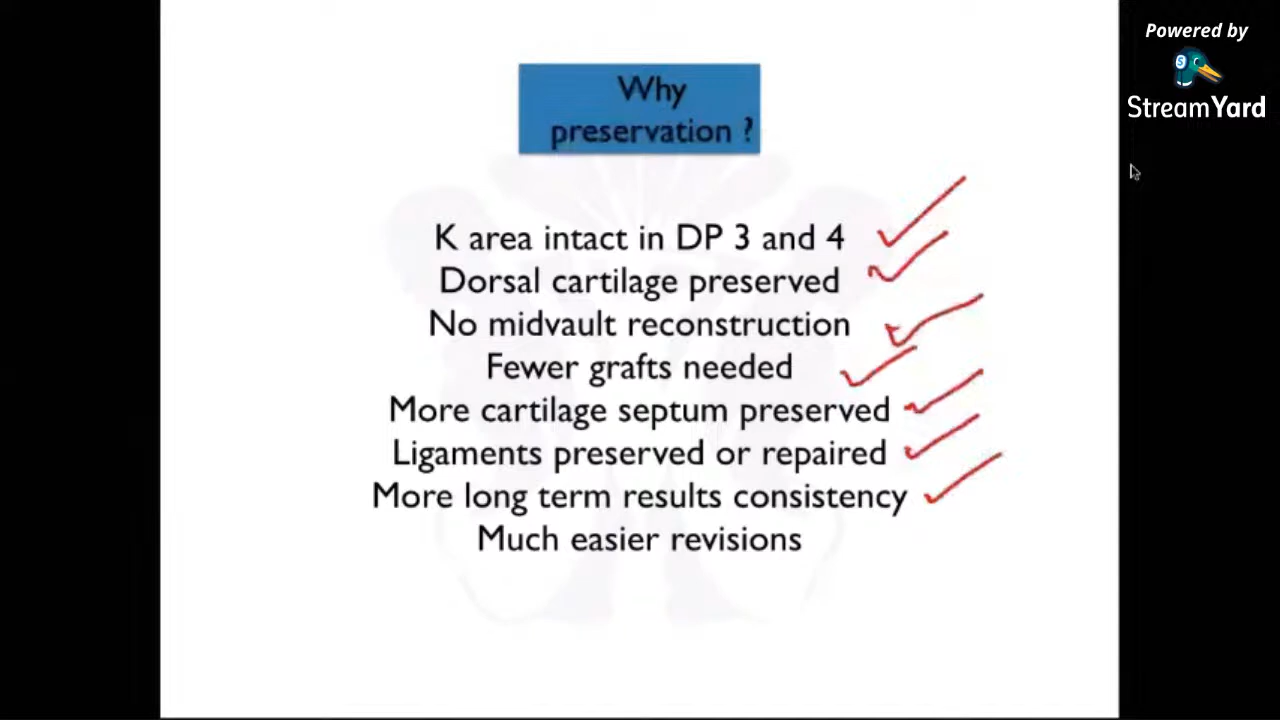 Powered by
StreamYard
Why
preservation ?
K area intact in DP 3 and 4
Dorsal cartilage preserved
No midvault reconstruction
Fewer grafts needed
More cartilage septum preserved
Ligaments preserved or repaired
More long term results consistency
Much easier revisions